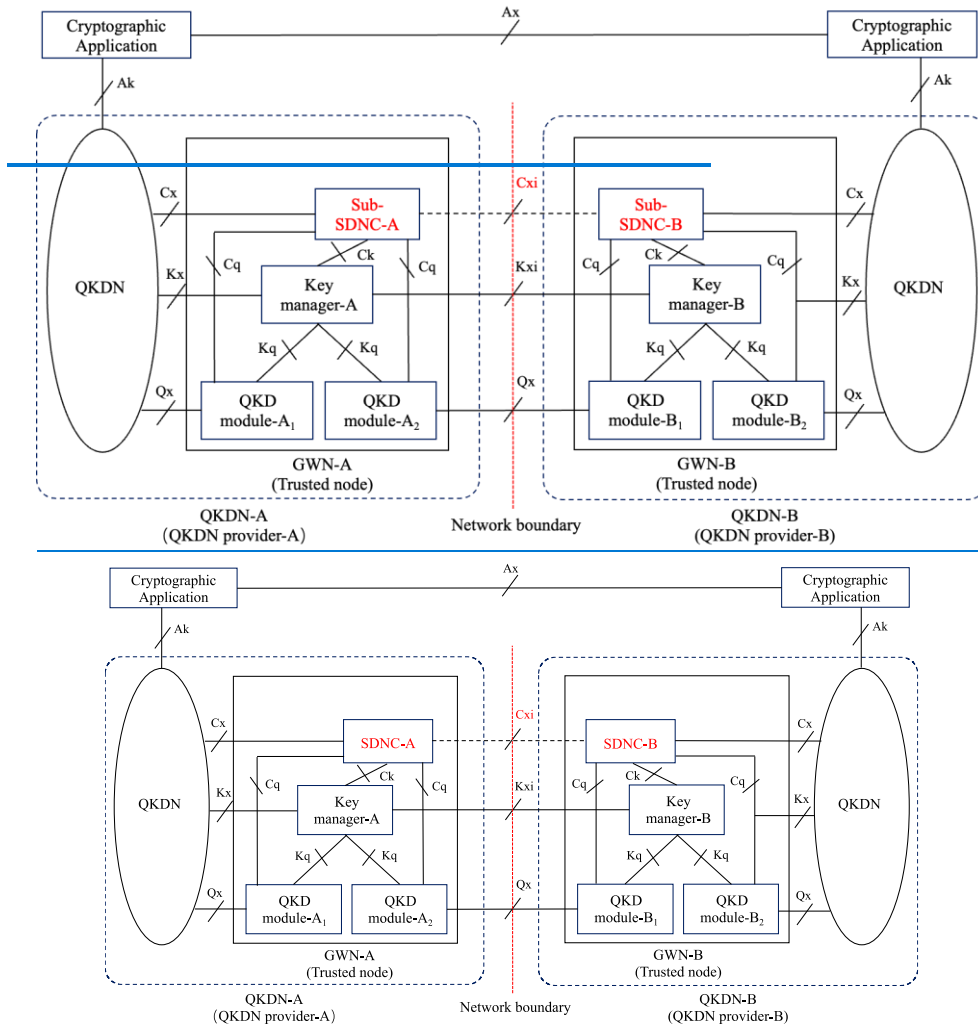 Ax
Cryptographic
Application
Cryptographic
Application
Ak
Ak
Cxi
Cx
Sub-
SDNC-A
Sub-
SDNC-B
Cx
Ck
Ck
Cq
Cq
Cq
Cq
QKDN
Kx
Key
manager-A
Kxi
Key
manager-B
Kx
QKDN
Kq
Kq
Kq
Kq
Qx
QKD
module-A₁
QKD
module-A₂
Qx
QKD
module-B₁
QKD
module-B₂
Qx
GWN-A
(Trusted node)
GWN-B
(Trusted node)
QKDN-A
(QKDN provider-A)
Network boundary
QKDN-B
(QKDN provider-B)
Ax
Cryptographic
Application
Cryptographic
Application
Ak
Ak
Cxi
Cx
SDNC-A
SDNC-B
Cx
Ck
Ck
Cq
Cq
Cq
Cq
QKDN
Kx
Key
manager-A
Kxi
Key
manager-B
Kx
QKDN
Kq
Kq
Kq
Kq
Qx
QKD
module-A₁
QKD
module-A₂
Qx
QKD
module-B₁
QKD
module-B₂
Qx
GWN-A
(Trusted node)
GWN-B
(Trusted node)
QKDN-A
(QKDN provider-A)
Network boundary
QKDN-B
(QKDN provider-B)